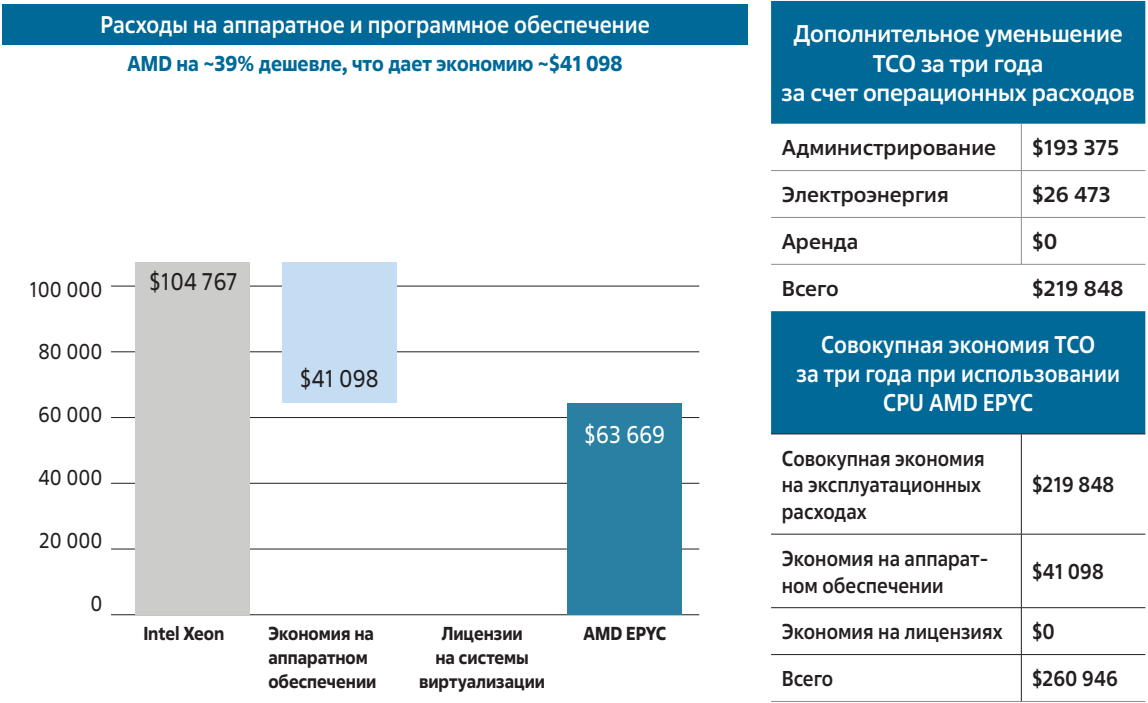 Расходы на аппаратное и программное обеспечение
AMD на ~39% дешевле, что дает экономию ~$41 098
100 000
80 000
60 000
40 000
20 000
0
$104 767
$41 098
$63 669
Intel Xeon
Экономия на
аппаратном
обеспечении
Лицензии
на системы
виртуализации
AMD EPYC
Дополнительное уменьшение
TCO за три года
за счет операционных расходов
Администрирование $193 375
Электроэнергия $26 473
Аренда $0
Всего $219 848
Совокупная экономия TCO
за три года при использовании
CPU AMD EPYC
Совокупная экономия
на эксплуатационных
расходах
$219 848
Экономия на аппарат-
ном обеспечении
$41 098
Экономия на лицензиях $0
Всего $260 946